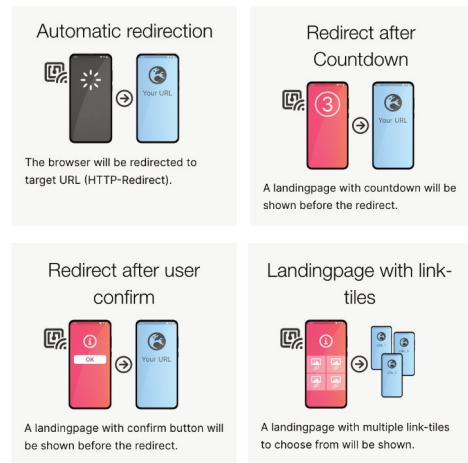 Automatic redirection
Your URL
The browser will be redirected to
target URL (HTTP-Redirect).
Redirect after
Countdown
3
Your URL
A landingpage with countdown will be
shown before the redirect.
Redirect after user
confirm
OK
Your URL
A landingpage with confirm button will
be shown before the redirect.
Landingpage with link-
tiles
A landingpage with multiple link-tiles
to choose from will be shown.